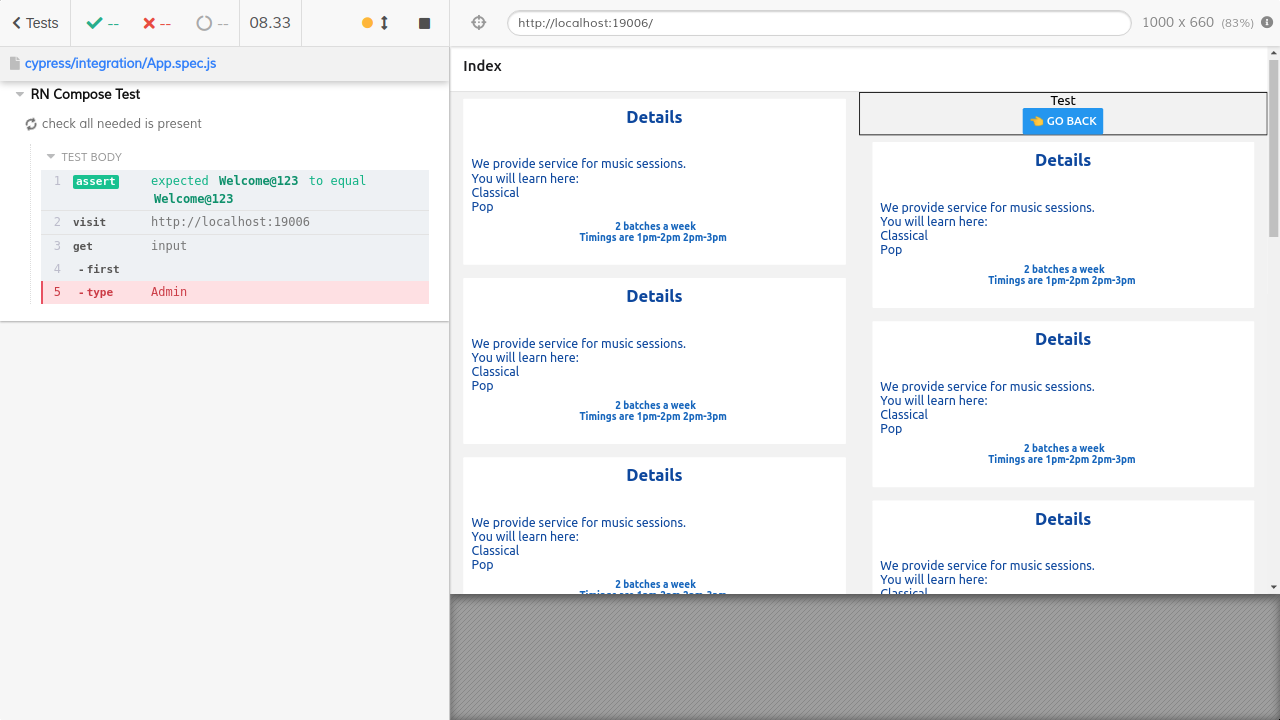 Tests
--
--
--
08.33
http://localhost:19006/
1000 x 660 (83%)
cypress/integration/App.spec.js
RN Compose Test
check all needed is present
TEST BODY
1 assert expected Welcome@123 to equal
Welcome@123
2 visit http://localhost:19006
3 get input
4 -first
5 -type Admin
Index
Details
We provide service for music sessions.
You will learn here:
Classical
Pop
2 batches a week
Timings are 1pm-2pm 2pm-3pm
Details
We provide service for music sessions.
You will learn here:
Classical
Pop
2 batches a week
Timings are 1pm-2pm 2pm-3pm
Details
We provide service for music sessions.
You will learn here:
Classical
Pop
2 batches a week
Timings are 1pm-2pm 2pm-3pm
Test
👈 GO BACK
Details
We provide service for music sessions.
You will learn here:
Classical
Pop
2 batches a week
Timings are 1pm-2pm 2pm-3pm
Details
We provide service for music sessions.
You will learn here:
Classical
Pop
2 batches a week
Timings are 1pm-2pm 2pm-3pm
Details
We provide service for music sessions.
You will learn here:
Classical